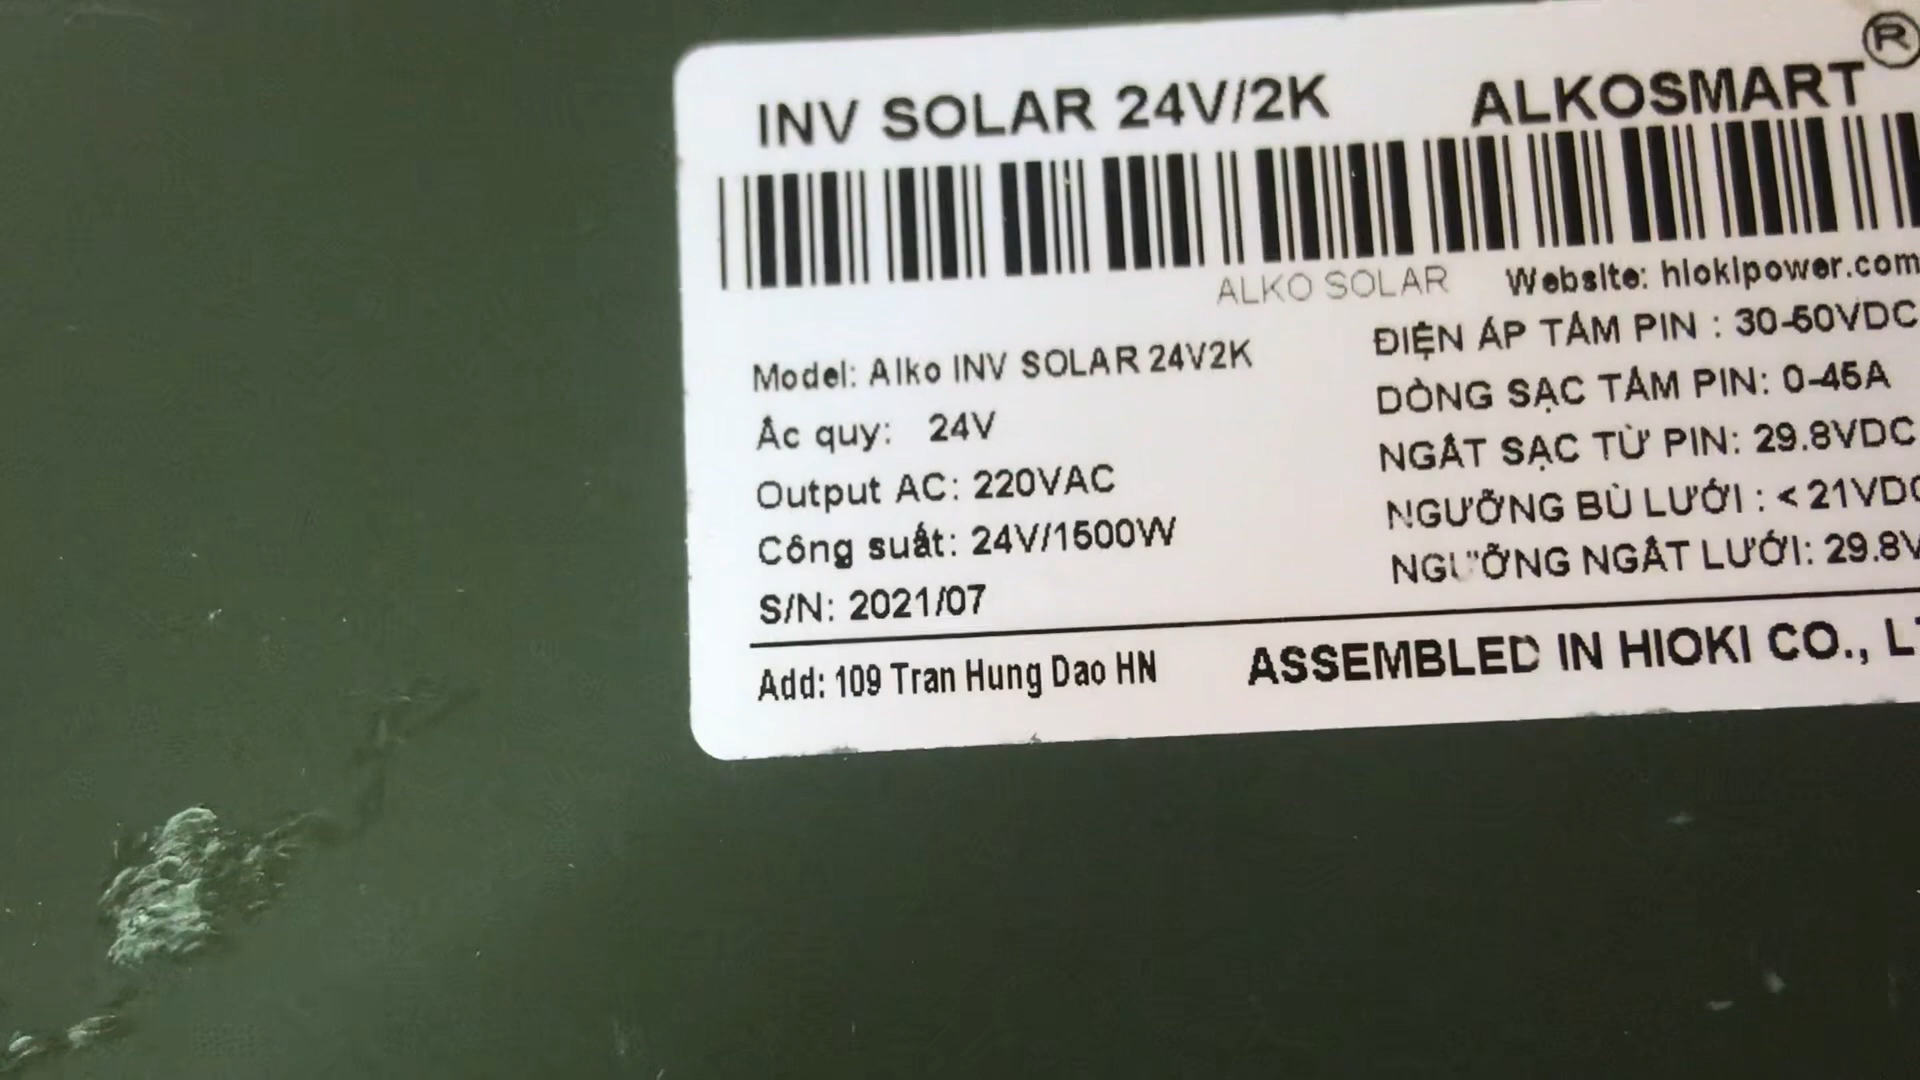 INV SOLAR 24V/2K ALKOSMART ®
ALKO SOLAR
Website: hiokipower.com
Model: Alko INV SOLAR 24V2K
Ắc quy: 24V
Output AC: 220VAC
Công suất: 24V/1500W
S/N: 2021/07
ĐIỆN ÁP TẤM PIN : 30-60VDC
DÒNG SẠC TẤM PIN: 0-45A
NGẮT SẠC TỪ PIN: 29.8VDC
NGƯỠNG BÙ LƯỚI : < 21VDC
NGƯỠNG NGẮT LƯỚI: 29.8V
Add: 109 Tran Hung Dao HN
ASSEMBLED IN HIOKI CO.,